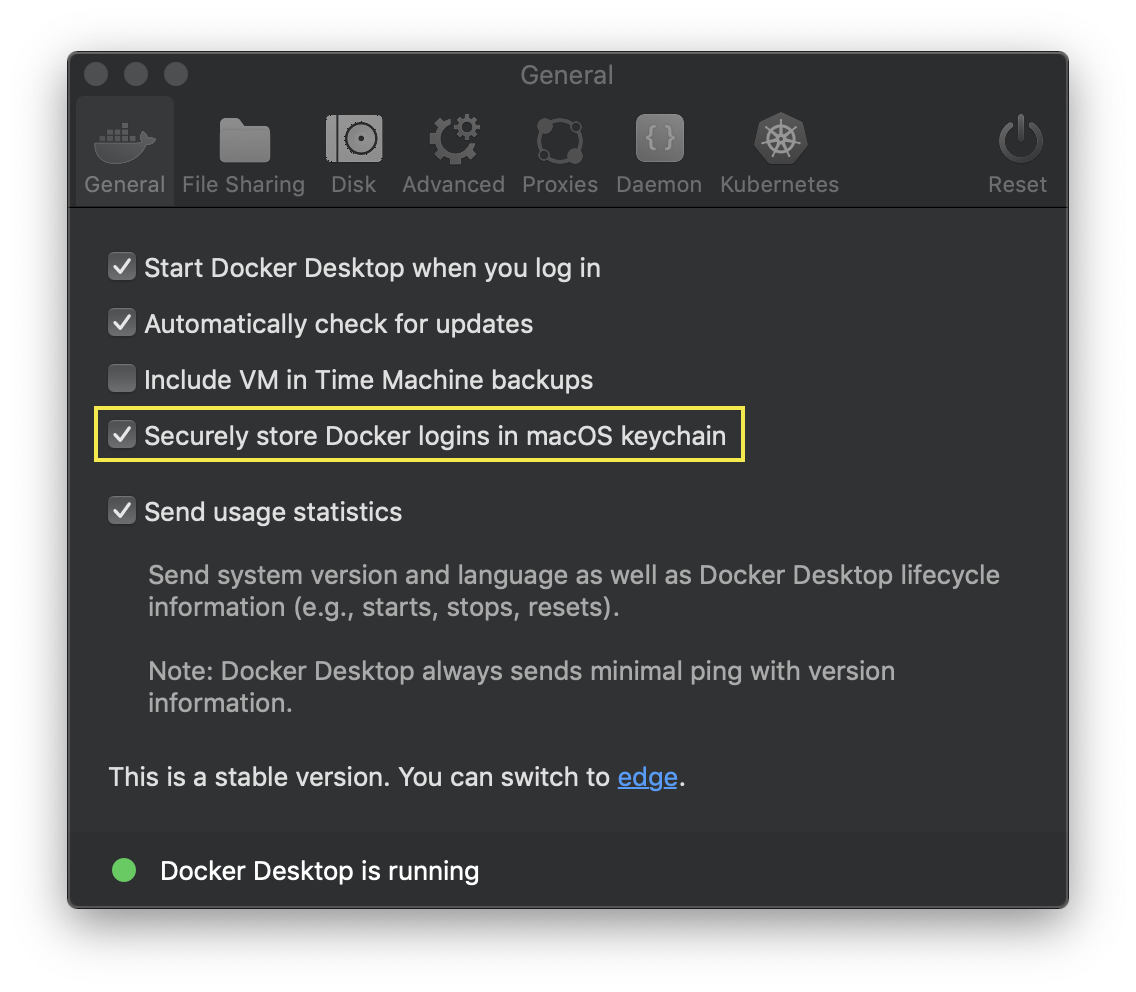 General
General
File Sharing
Disk
Advanced
Proxies
Daemon
Kubernetes
Reset
Start Docker Desktop when you log in
Automatically check for updates
Include VM in Time Machine backups
Securely store Docker logins in macOS keychain
Send usage statistics
Send system version and language as well as Docker Desktop lifecycle
information (e.g., starts, stops, resets).
Note: Docker Desktop always sends minimal ping with version
information.
This is a stable version. You can switch to edge.
Docker Desktop is running